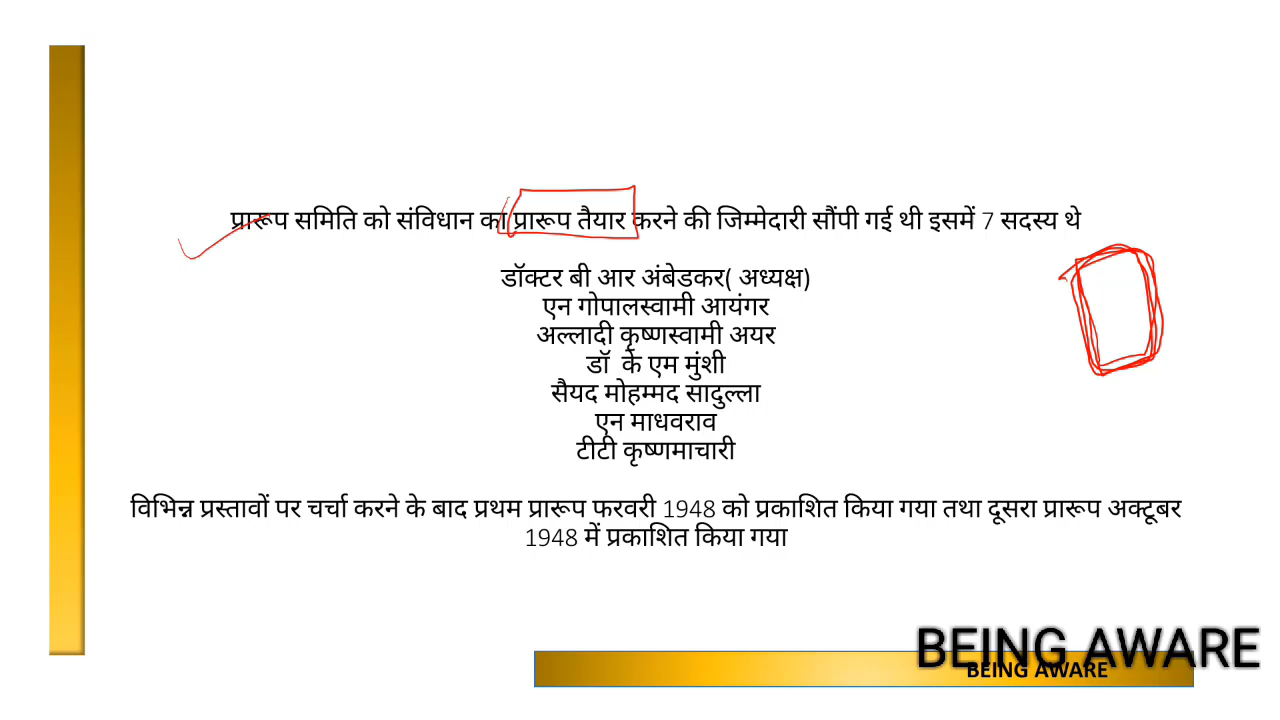 प्रारूप समिति को संविधान का प्रारूप तैयार करने की जिम्मेदारी सौंपी गई थी इसमें 7 सदस्य थे
डॉक्टर बी आर अंबेडकर( अध्यक्ष)
एन गोपालस्वामी आयंगर
अल्लादी कृष्णस्वामी अयर
डॉ के एम मुंशी
सैयद मोहम्मद सादुल्ला
एन माधवराव
टीटी कृष्णमाचारी
विभिन्न प्रस्तावों पर चर्चा करने के बाद प्रथम प्रारूप फरवरी 1948 को प्रकाशित किया गया तथा दूसरा प्रारूप अक्टूबर
1948 में प्रकाशित किया गया
BEING AWARE
BEING AWARE